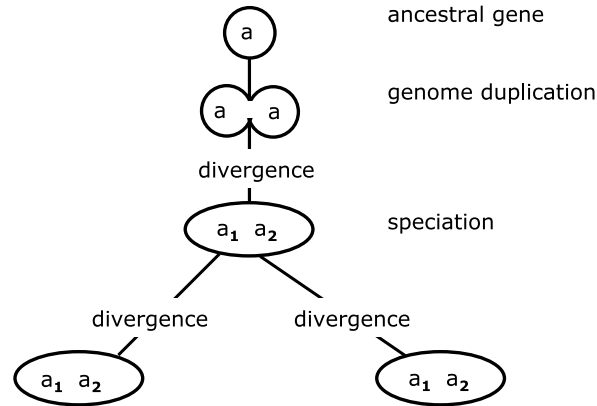 a
ancestral gene
a a
genome duplication
divergence
a₁ a₂
speciation
divergence divergence
a₁ a₂
a₁ a₂